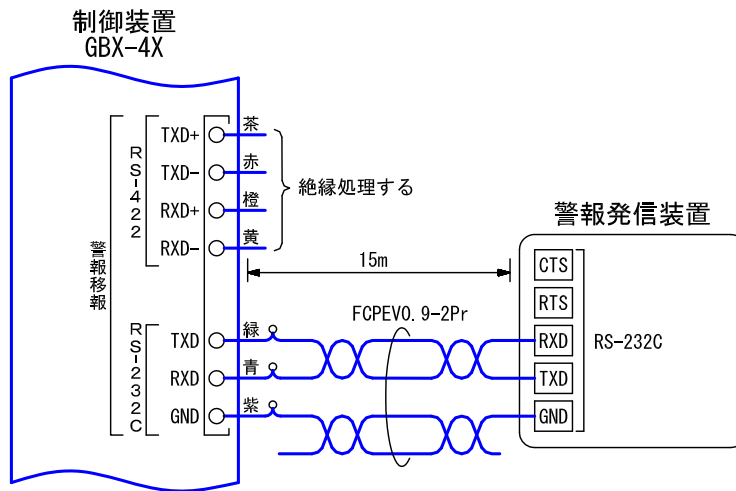 制御装置
GBX-4X
警報移報
RS-422
TXD+
茶
TXD-
赤
RXD+
橙
RXD-
黄
絶縁処理する
RS-232C
TXD
緑
RXD
青
GND
紫
15m
FCPEV0.9-2Pr
警報発信装置
CTS
RTS
RXD
TXD
GND
RS-232C